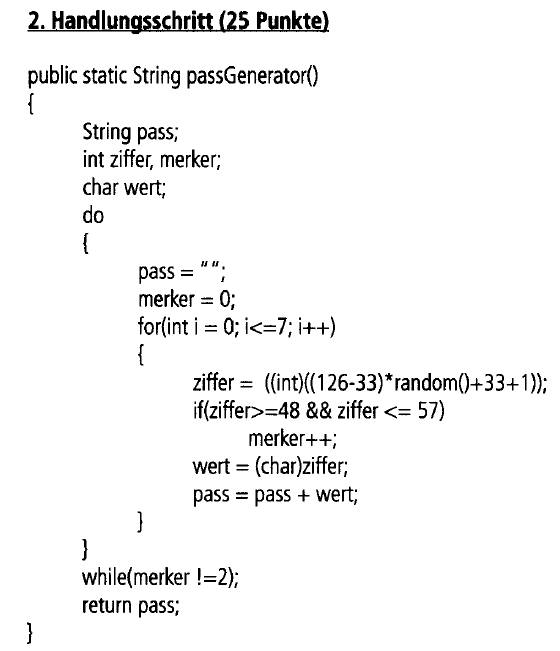 2. Handlungsschritt (25 Punkte)
public static String passGenerator()
{
String pass;
int ziffer, merker;
char wert;
do
{
pass = "";
merker = 0;
for(int i = 0; i<=7; i++)
{
ziffer = ((int)((126-33)*random()+33+1));
if(ziffer>=48 && ziffer <= 57)
merker++;
wert = (char)ziffer;
pass = pass + wert;
}
}
while(merker !=2);
return pass;
}